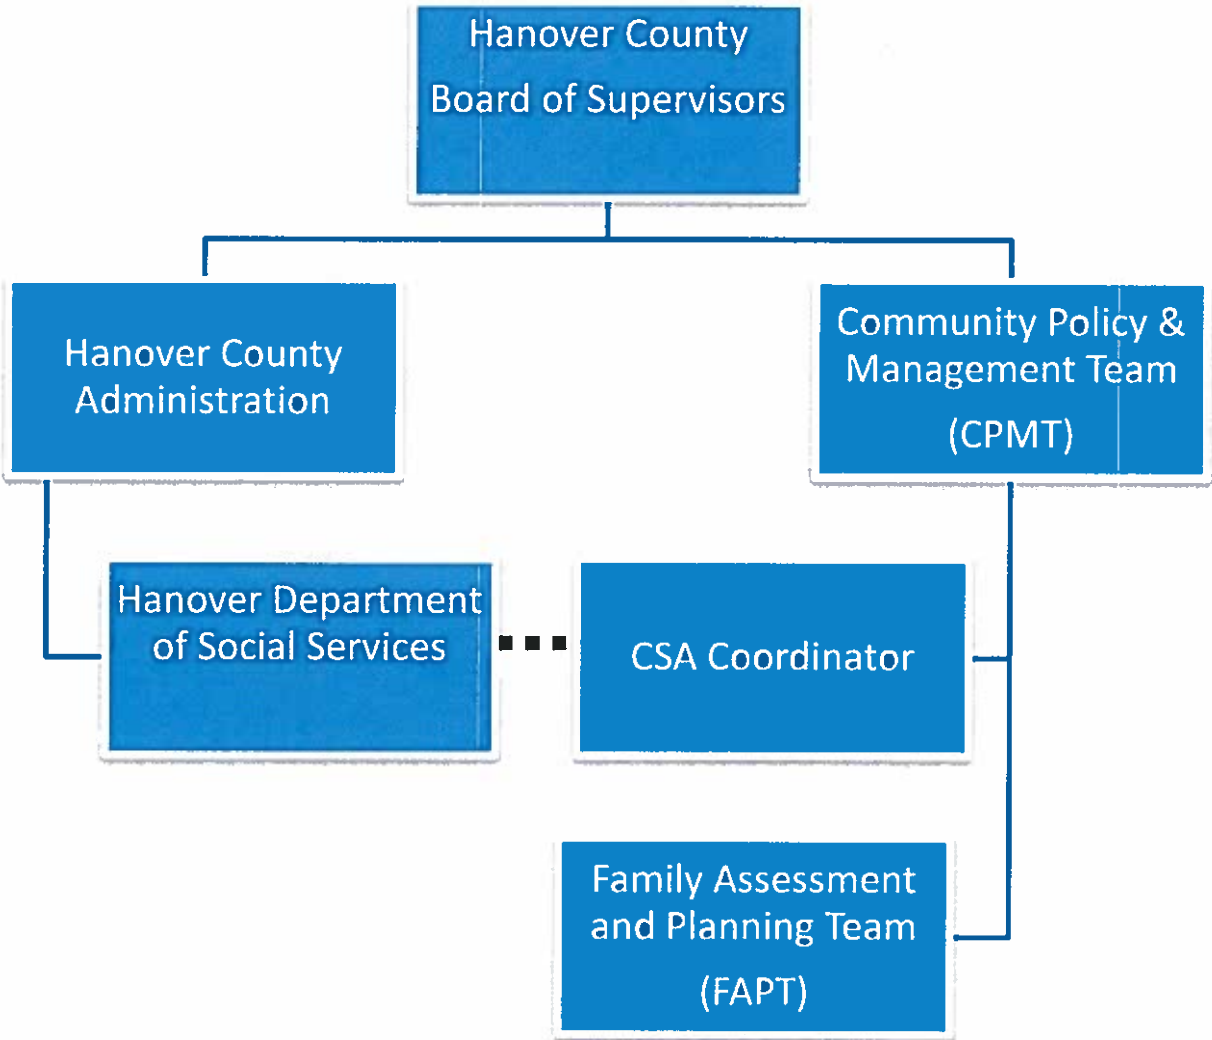 Hanover County
Board of Supervisors
Hanover County
Administration
Community Policy &
Management Team
(CPMT)
Hanover Department
of Social Services
CSA Coordinator
Family Assessment
and Planning Team
(FAPT)